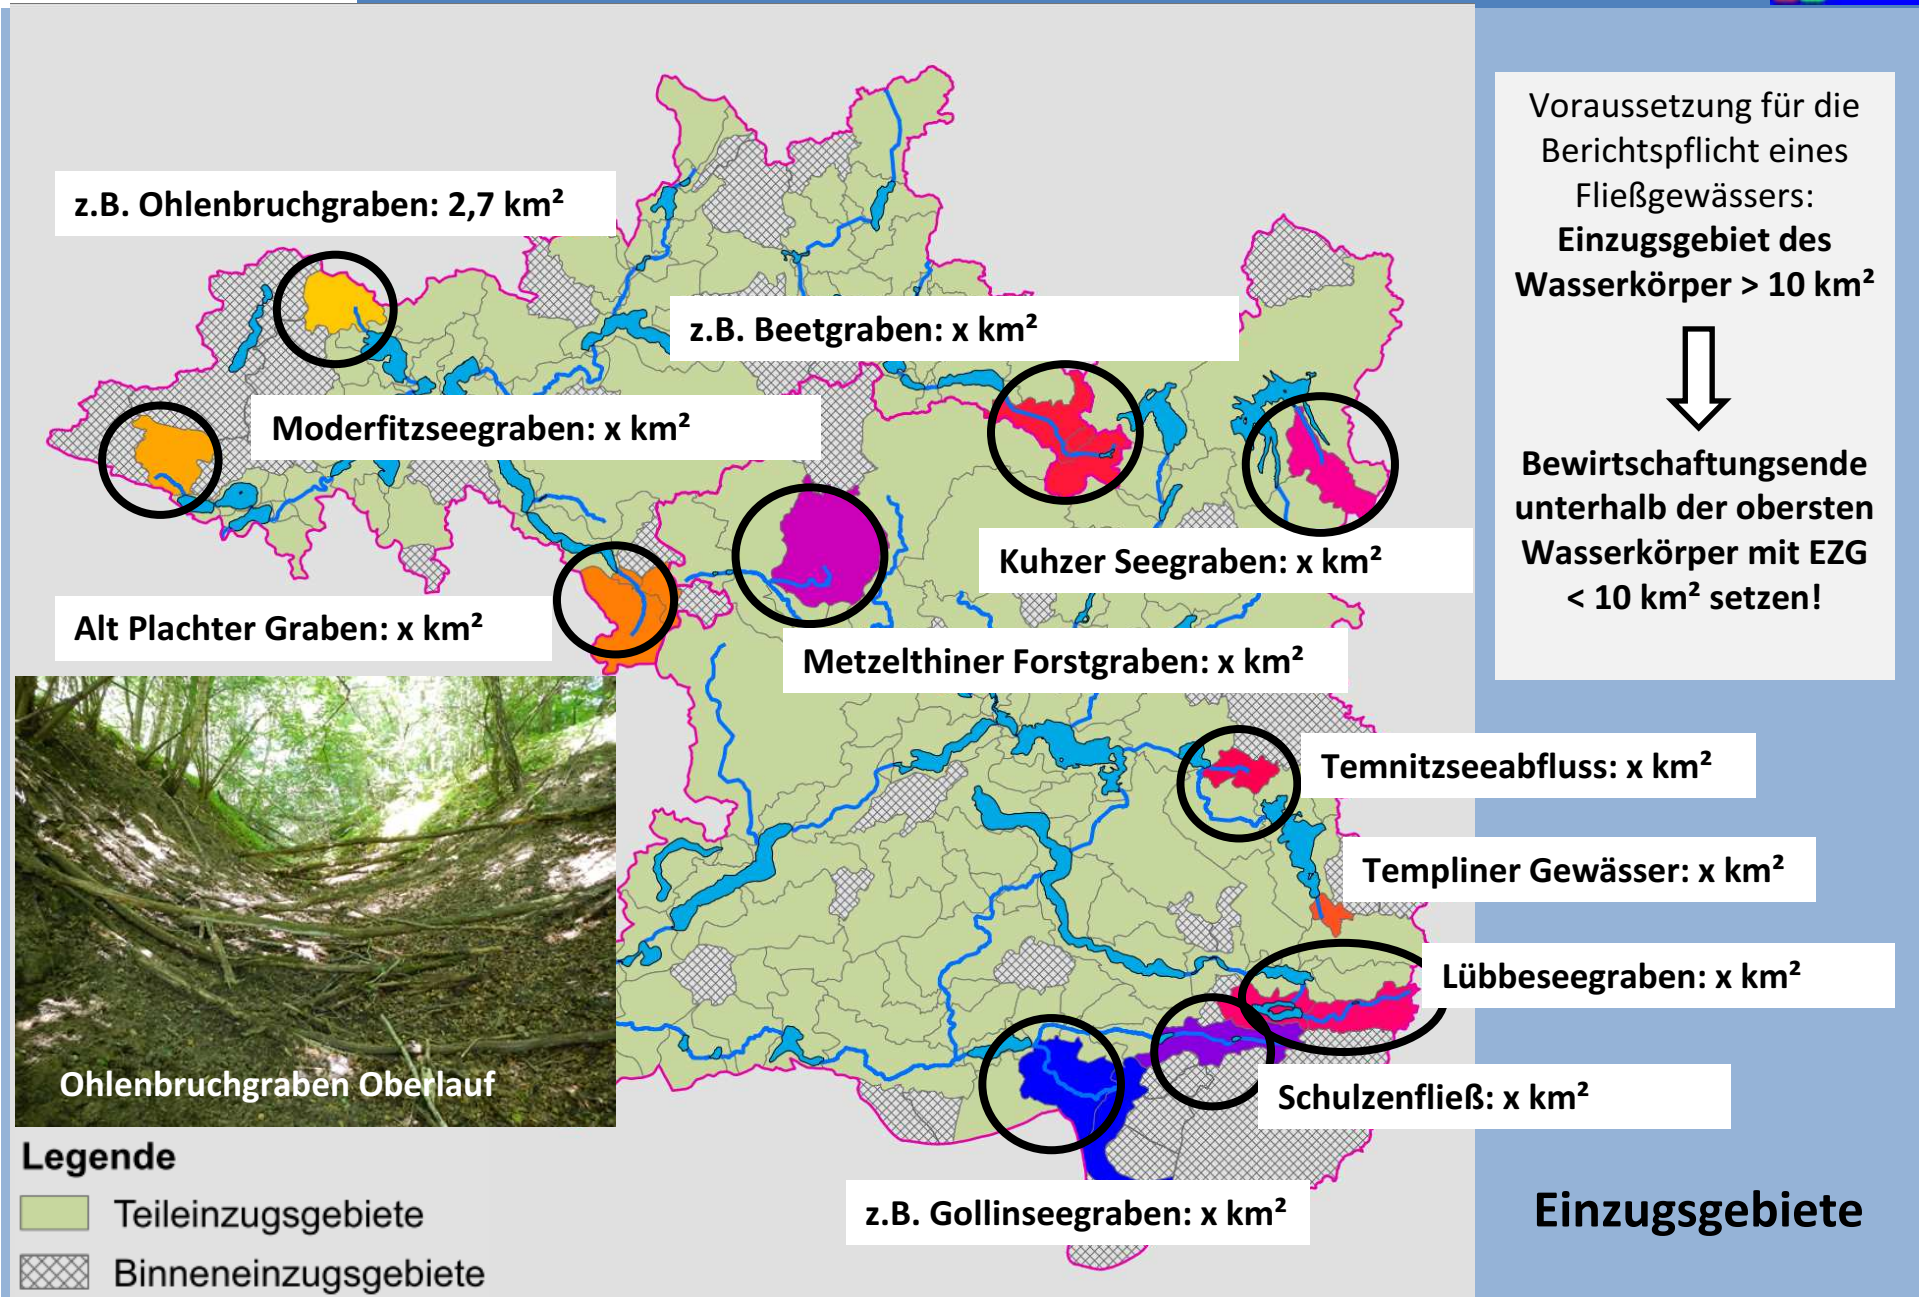 Voraussetzung für die
Berichtspflicht eines
Fließgewässers:
Einzugsgebiet des
Wasserkörper > 10 km²
Bewirtschaftungsende
unterhalb der obersten
Wasserkörper mit EZG
< 10 km² setzen!
z.B. Ohlenbruchgraben: 2,7 km²
z.B. Beetgraben: x km²
Moderfitzseegraben: x km²
Kuhzer Seegraben: x km²
Alt Plachter Graben: x km²
Metzelthiner Forstgraben: x km²
Temnitzseeabfluss: x km²
Templiner Gewässer: x km²
Lübbeseegraben: x km²
Schulzenfließ: x km²
z.B. Gollinseegraben: x km²
Ohlenbruchgraben Oberlauf
Legende
Teileinzugsgebiete
Binneneinzugsgebiete
Einzugsgebiete